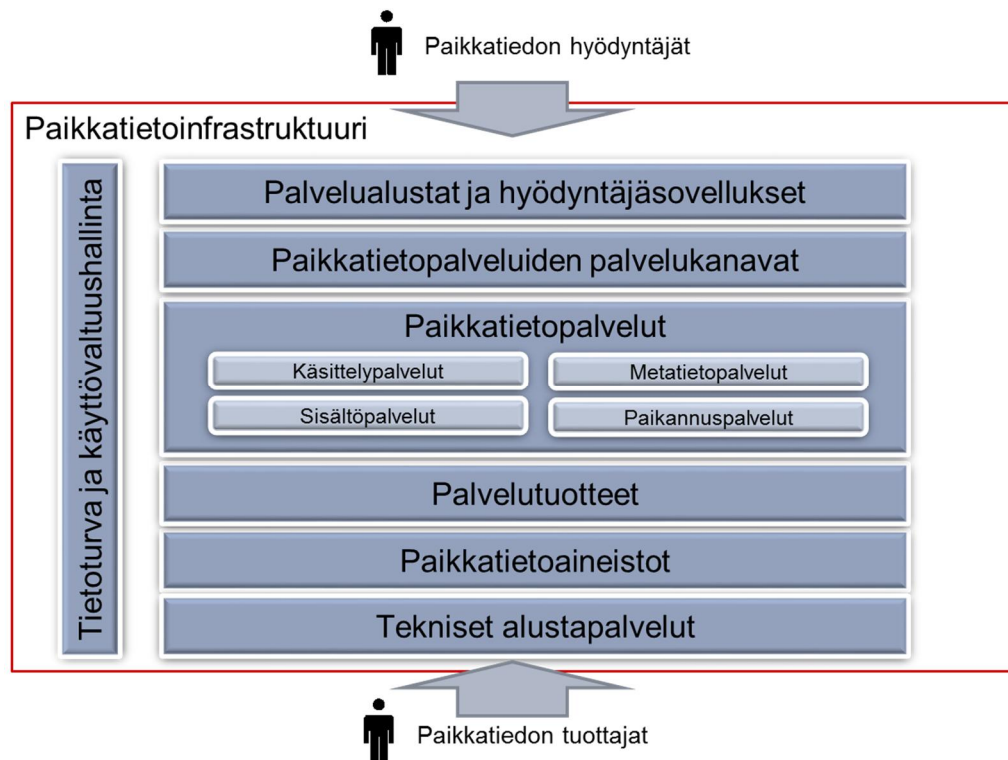 Paikkatiedon hyödyntäjät
Paikkatietoinfrastruktuuri
Tietoturva ja käyttövaltuushallinta
Palvelualustat ja hyödyntäjäsovellukset
Paikkatietopalveluiden palvelukanavat
Paikkatietopalvelut
Käsittelypalvelut
Metatietopalvelut
Sisältöpalvelut
Paikannuspalvelut
Palvelutuotteet
Paikkatietoaineistot
Tekniset alustapalvelut
Paikkatiedon tuottajat